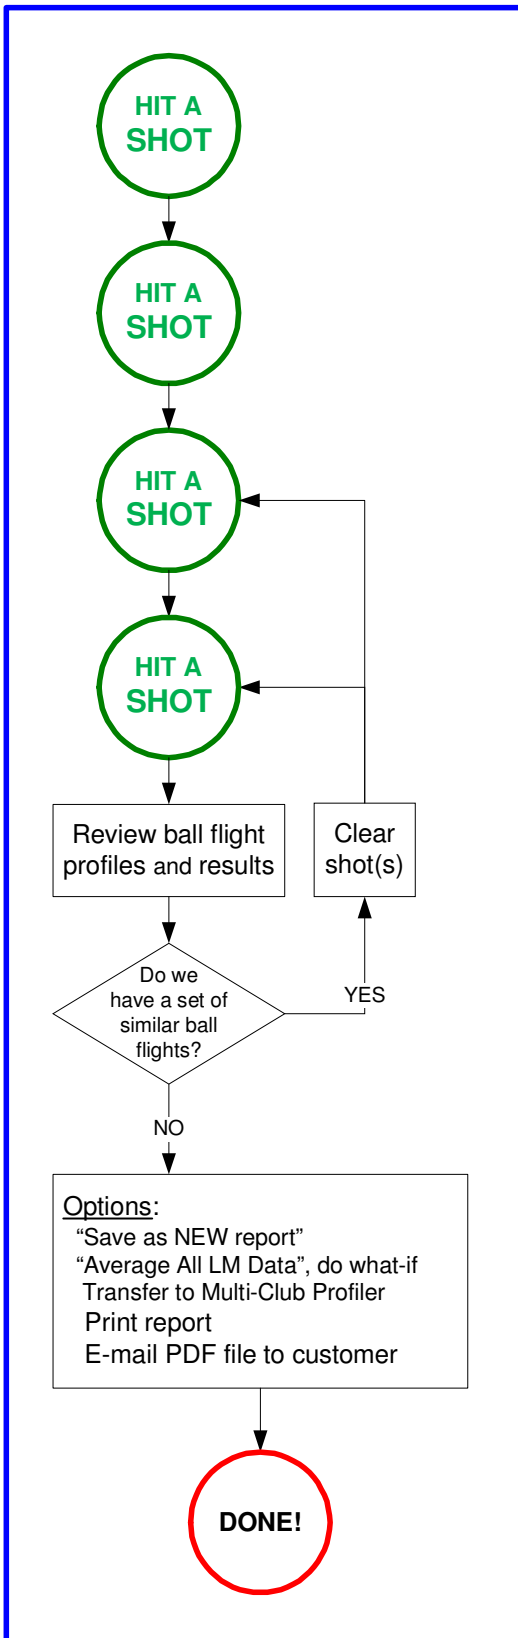 HIT A
SHOT
HIT A
SHOT
HIT A
SHOT
HIT A
SHOT
Review ball flight
profiles and results
Clear
shot(s)
Do we
have a set of
similar ball
flights?
YES
NO
Options:
“Save as NEW report”
“Average All LM Data”, do what-if
Transfer to Multi-Club Profiler
Print report
E-mail PDF file to customer
DONE!